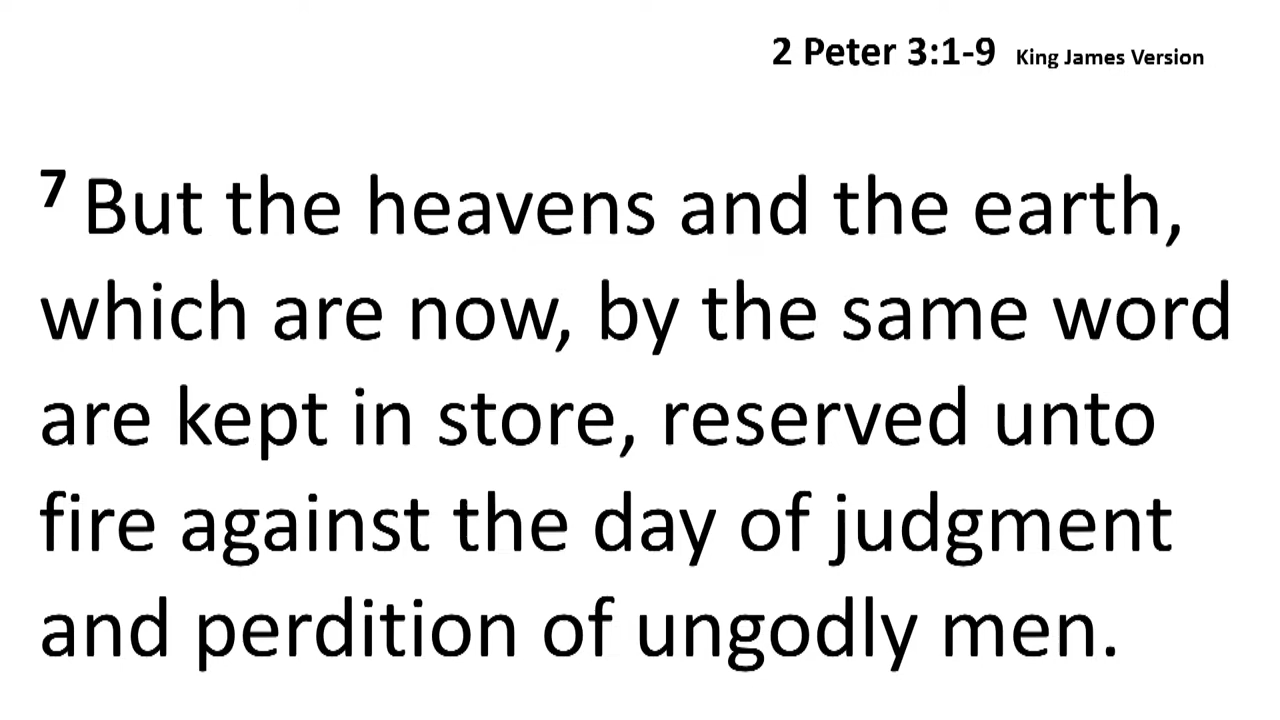 2 Peter 3:1-9 King James Version
7 But the heavens and the earth,
which are now, by the same word
are kept in store, reserved unto
fire against the day of judgment
and perdition of ungodly men.